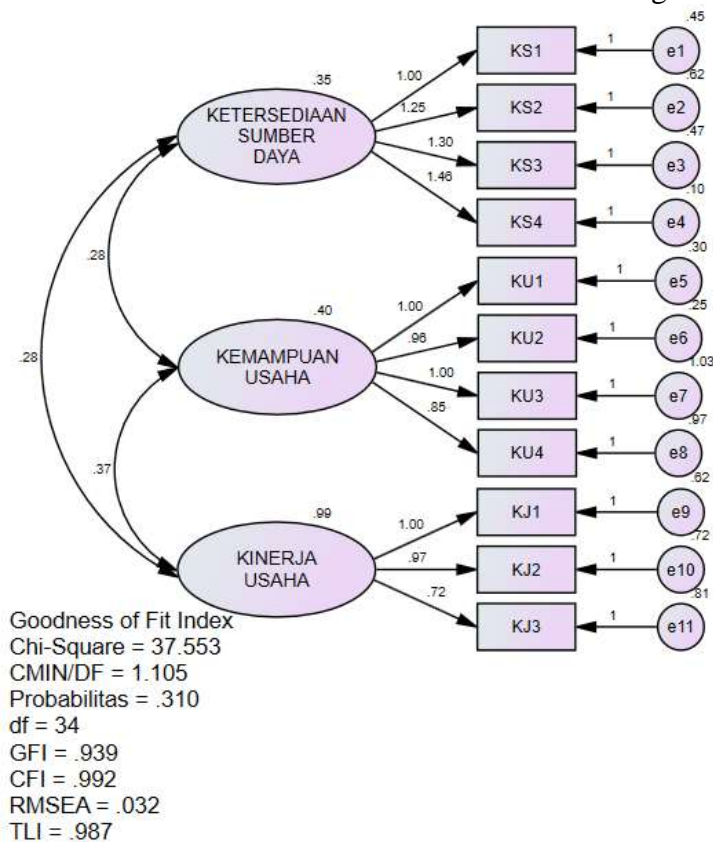 .45
.35
1.00
KS1
1
e1
.62
KETERSEDIAAN
SUMBER
DAYA
1.25
KS2
1
e2
.47
1.30
KS3
1
e3
.10
1.46
KS4
1
e4
.30
.28
.40
1.00
KU1
1
e5
.25
.28
KEMAMPUAN
USAHA
.96
KU2
1
e6
1.03
1.00
KU3
1
e7
.97
.85
KU4
1
e8
.62
.37
.99
1.00
KJ1
1
e9
.72
KINERJA
USAHA
.97
KJ2
1
e10
.81
.72
KJ3
1
e11
Goodness of Fit Index
Chi-Square = 37.553
CMIN/DF = 1.105
Probabilitas = .310
df = 34
GFI = .939
CFI = .992
RMSEA = .032
TLI = .987